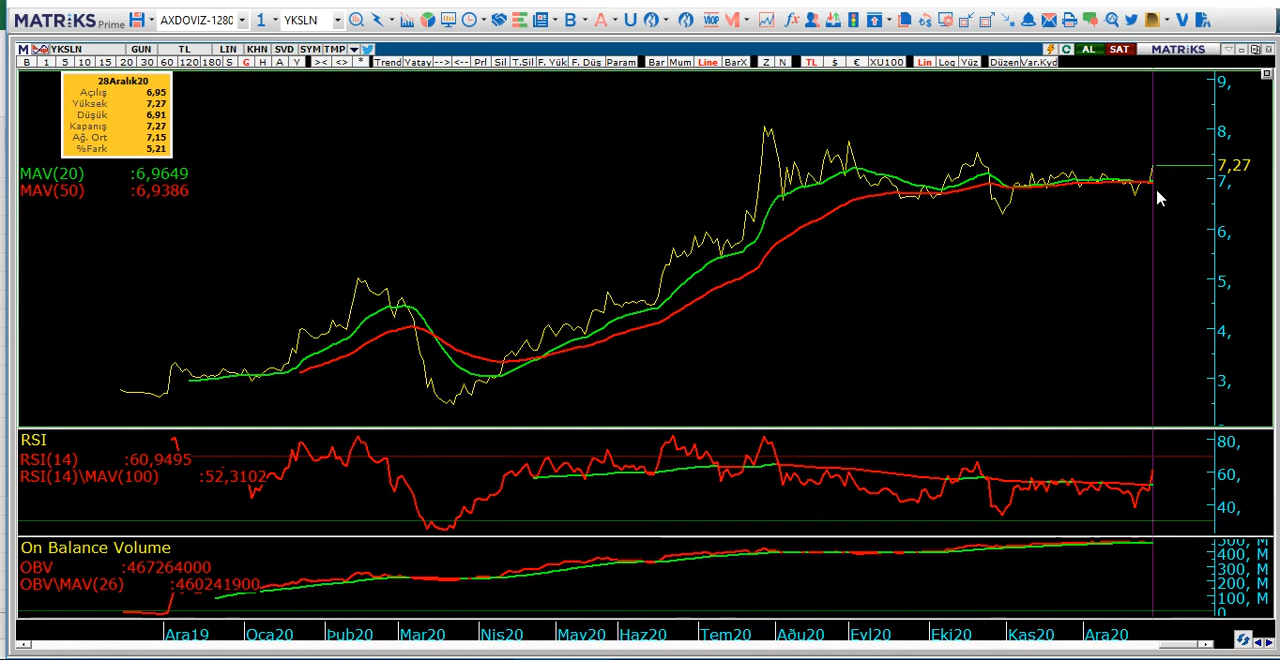 MATRiKS Prime AXDOVIZ-1280 1 YKSLN B A U VIOP M fx D V
M YKSLN GUN TL LIN KHN SVD SYM TMP AL SAT MATRiKS
B 1 5 10 15 20 30 60 120 180 S G H A Y >< <> * Trend Yatay --> <-- Prl Sil T.Sil F. Yük F. Düş Param Bar Mum Line BarX Z N TL $ € XU100 Lin Log Yüz Düzen Var.Kyd
28Aralık20
Açılış 6,95
Yüksek 7,27
Düşük 6,91
Kapanış 7,27
Ağ. Ort 7,15
%Fark 5,21
MAV(20) :6,9649
MAV(50) :6,9386
9,
8,
7,27
7,
6,
5,
4,
3,
RSI
RSI(14) :60,9495
RSI(14)\MAV(100) :52,3102
80,
60,
40,
On Balance Volume
OBV :467264000
OBV\MAV(26) :460241900
500, M
400, M
300, M
200, M
100, M
0
Ara19 Oca20 Þub20 Mar20 Nis20 May20 Haz20 Tem20 Aðu20 Eyl20 Eki20 Kas20 Ara20